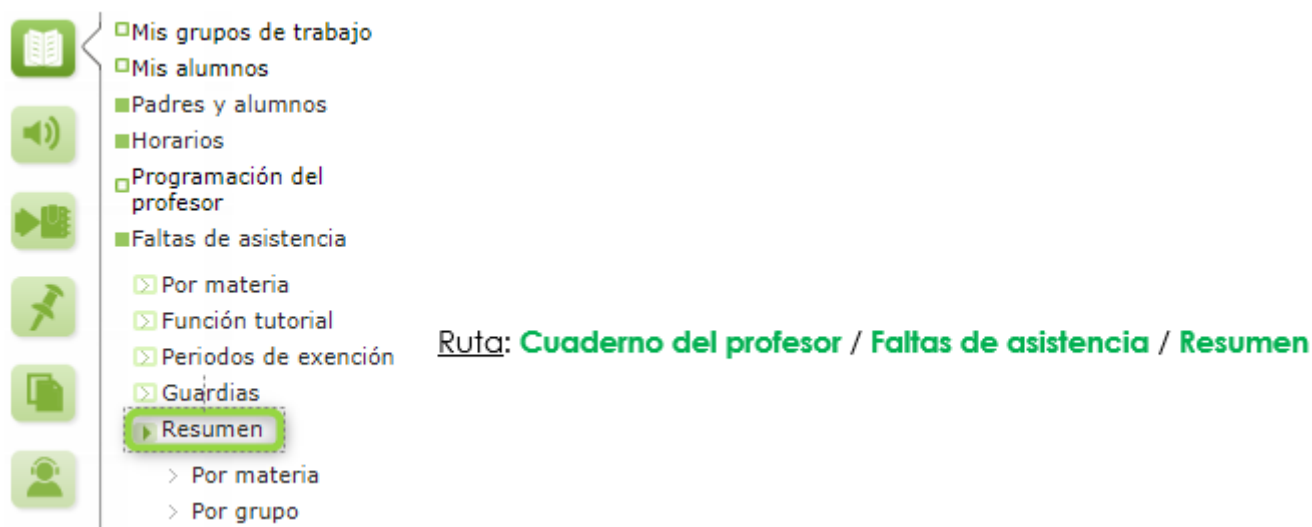 Mis grupos de trabajo
Mis alumnos
Padres y alumnos
Horarios
Programación del
profesor
Faltas de asistencia
Por materia
Función tutorial
Periodos de exención
Guardias
Resumen
Por materia
Por grupo
Ruta: Cuaderno del profesor / Faltas de asistencia / Resumen